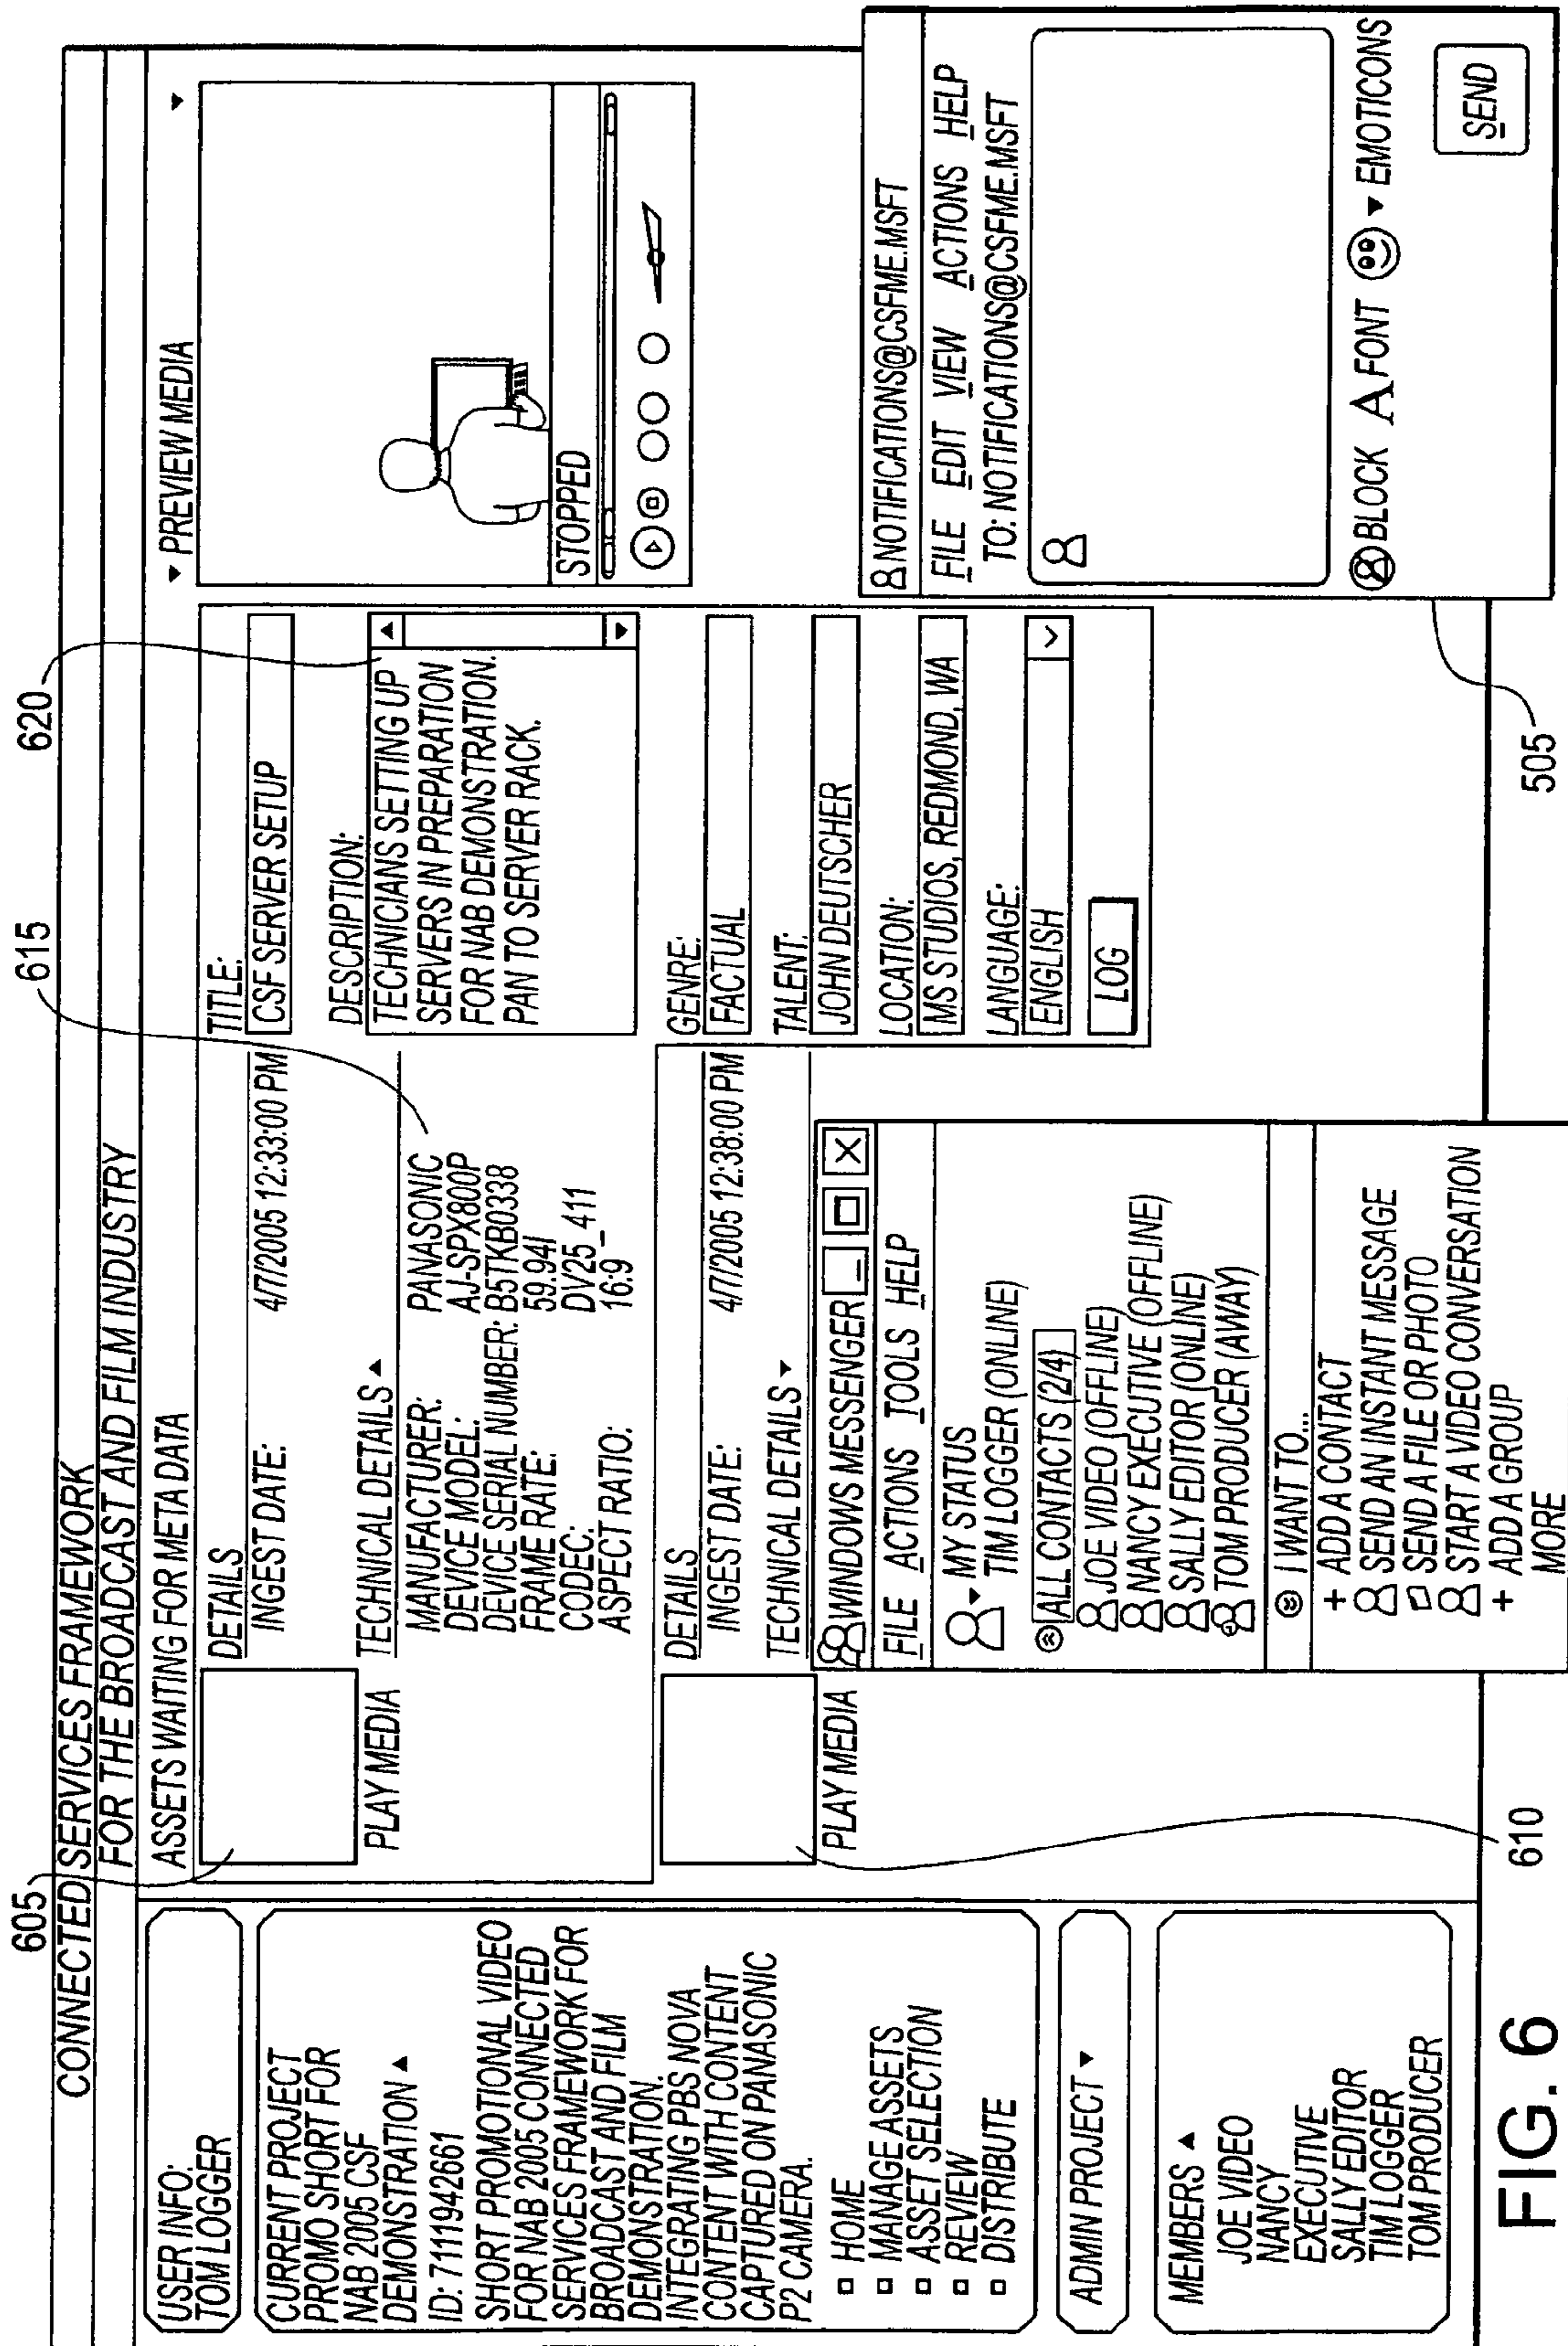 605
615
620
CONNECTED SERVICES FRAMEWORK
FOR THE BROADCAST AND FILM INDUSTRY
USER INFO:
TOM LOGGER
CURRENT PROJECT
PROMO SHORT FOR
NAB 2005 CSF
DEMONSTRATION ▲
ID: 7111942661
SHORT PROMOTIONAL VIDEO
FOR NAB 2005 CONNECTED
SERVICES FRAMEWORK FOR
BROADCAST AND FILM
DEMONSTRATION.
INTEGRATING PBS NOVA
CONTENT WITH CONTENT
CAPTURED ON PANASONIC
P2 CAMERA.
HOME
MANAGE ASSETS
ASSET SELECTION
REVIEW
DISTRIBUTE
ADMIN PROJECT ▼
MEMBERS ▲
JOE VIDEO
NANCY
EXECUTIVE
SALLY EDITOR
TIM LOGGER
TOM PRODUCER
ASSETS WAITING FOR META DATA
PLAY MEDIA
DETAILS
INGEST DATE: 4/7/2005 12:33:00 PM
TECHNICAL DETAILS ▲
MANUFACTURER: PANASONIC
DEVICE MODEL: AJ-SPX800P
DEVICE SERIAL NUMBER: B5TKB0338
FRAME RATE: 59.94I
CODEC: DV25_411
ASPECT RATIO: 16:9
TITLE:
CSF SERVER SETUP
DESCRIPTION:
TECHNICIANS SETTING UP
SERVERS IN PREPARATION
FOR NAB DEMONSTRATION.
PAN TO SERVER RACK.
GENRE:
FACTUAL
TALENT:
JOHN DEUTSCHER
LOCATION:
MS STUDIOS, REDMOND, WA
LANGUAGE:
ENGLISH
LOG
PLAY MEDIA
DETAILS
INGEST DATE: 4/7/2005 12:38:00 PM
TECHNICAL DETAILS ▼
▼ PREVIEW MEDIA
STOPPED
WINDOWS MESSENGER
FILE ACTIONS TOOLS HELP
MY STATUS
TIM LOGGER (ONLINE)
ALL CONTACTS (2/4)
JOE VIDEO (OFFLINE)
NANCY EXECUTIVE (OFFLINE)
SALLY EDITOR (ONLINE)
TOM PRODUCER (AWAY)
I WANT TO...
+ ADD A CONTACT
SEND AN INSTANT MESSAGE
SEND A FILE OR PHOTO
START A VIDEO CONVERSATION
+ ADD A GROUP
MORE
NOTIFICATIONS@CSFME.MSFT
FILE EDIT VIEW ACTIONS HELP
TO: NOTIFICATIONS@CSFME.MSFT
BLOCK A FONT EMOTICONS
SEND
610
505
FIG. 6